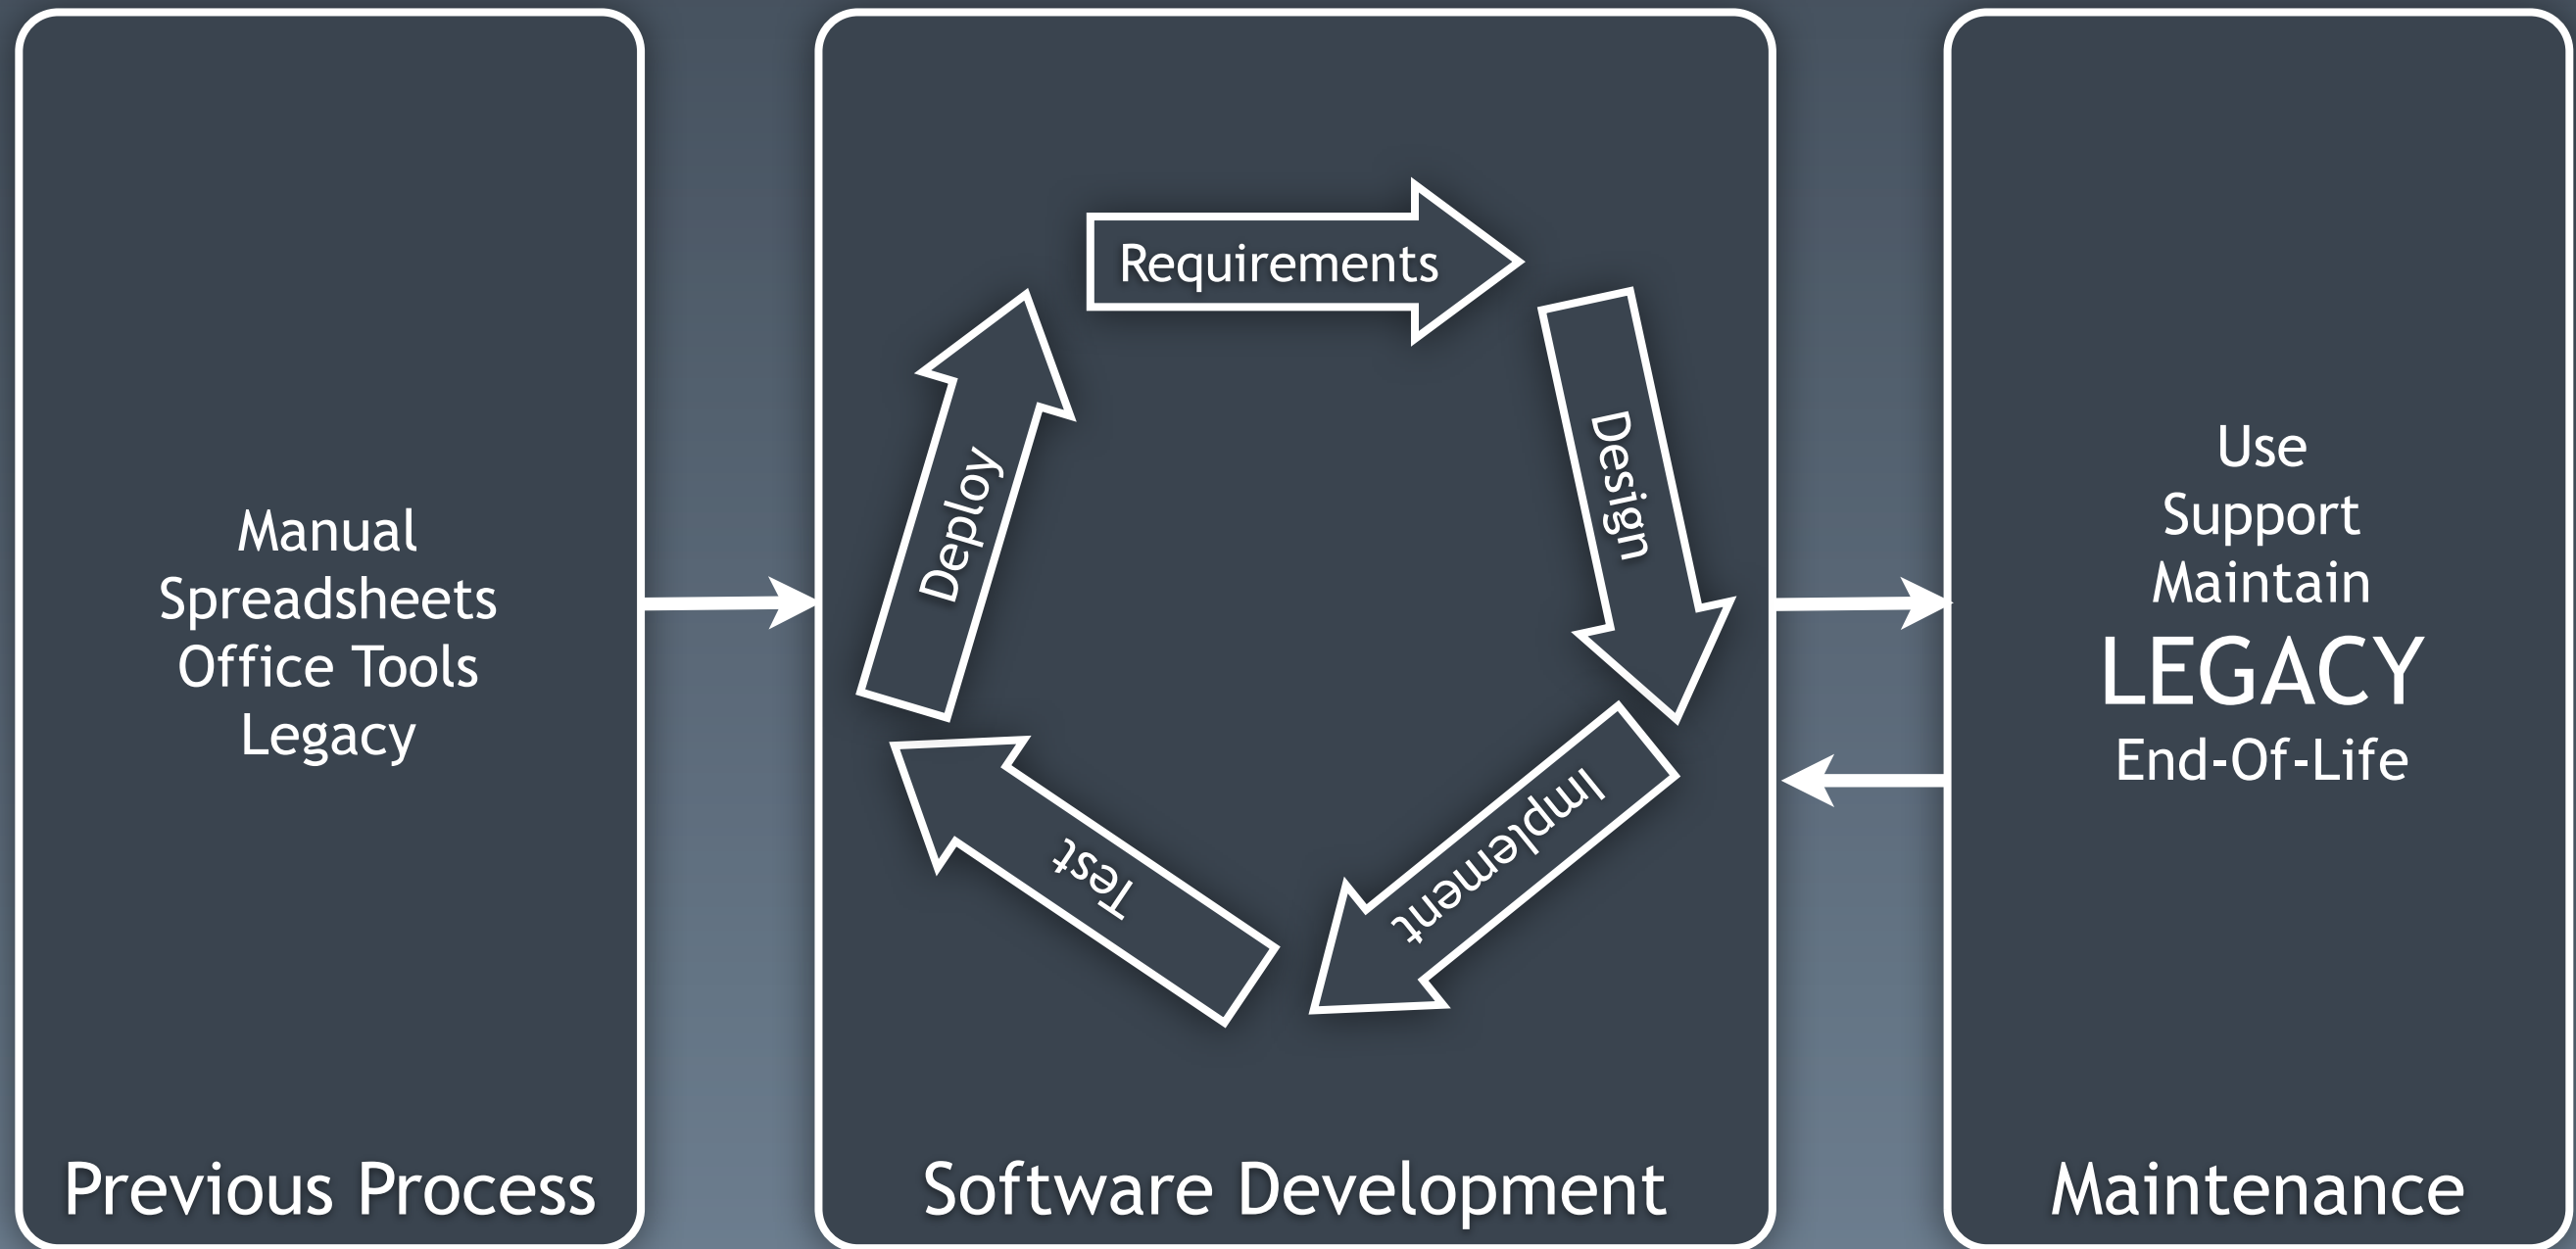 Manual
Spreadsheets
Office Tools
Legacy
Previous Process
Requirements
Design
Implement
Test
Deploy
Software Development
Use
Support
Maintain
LEGACY
End-Of-Life
Maintenance